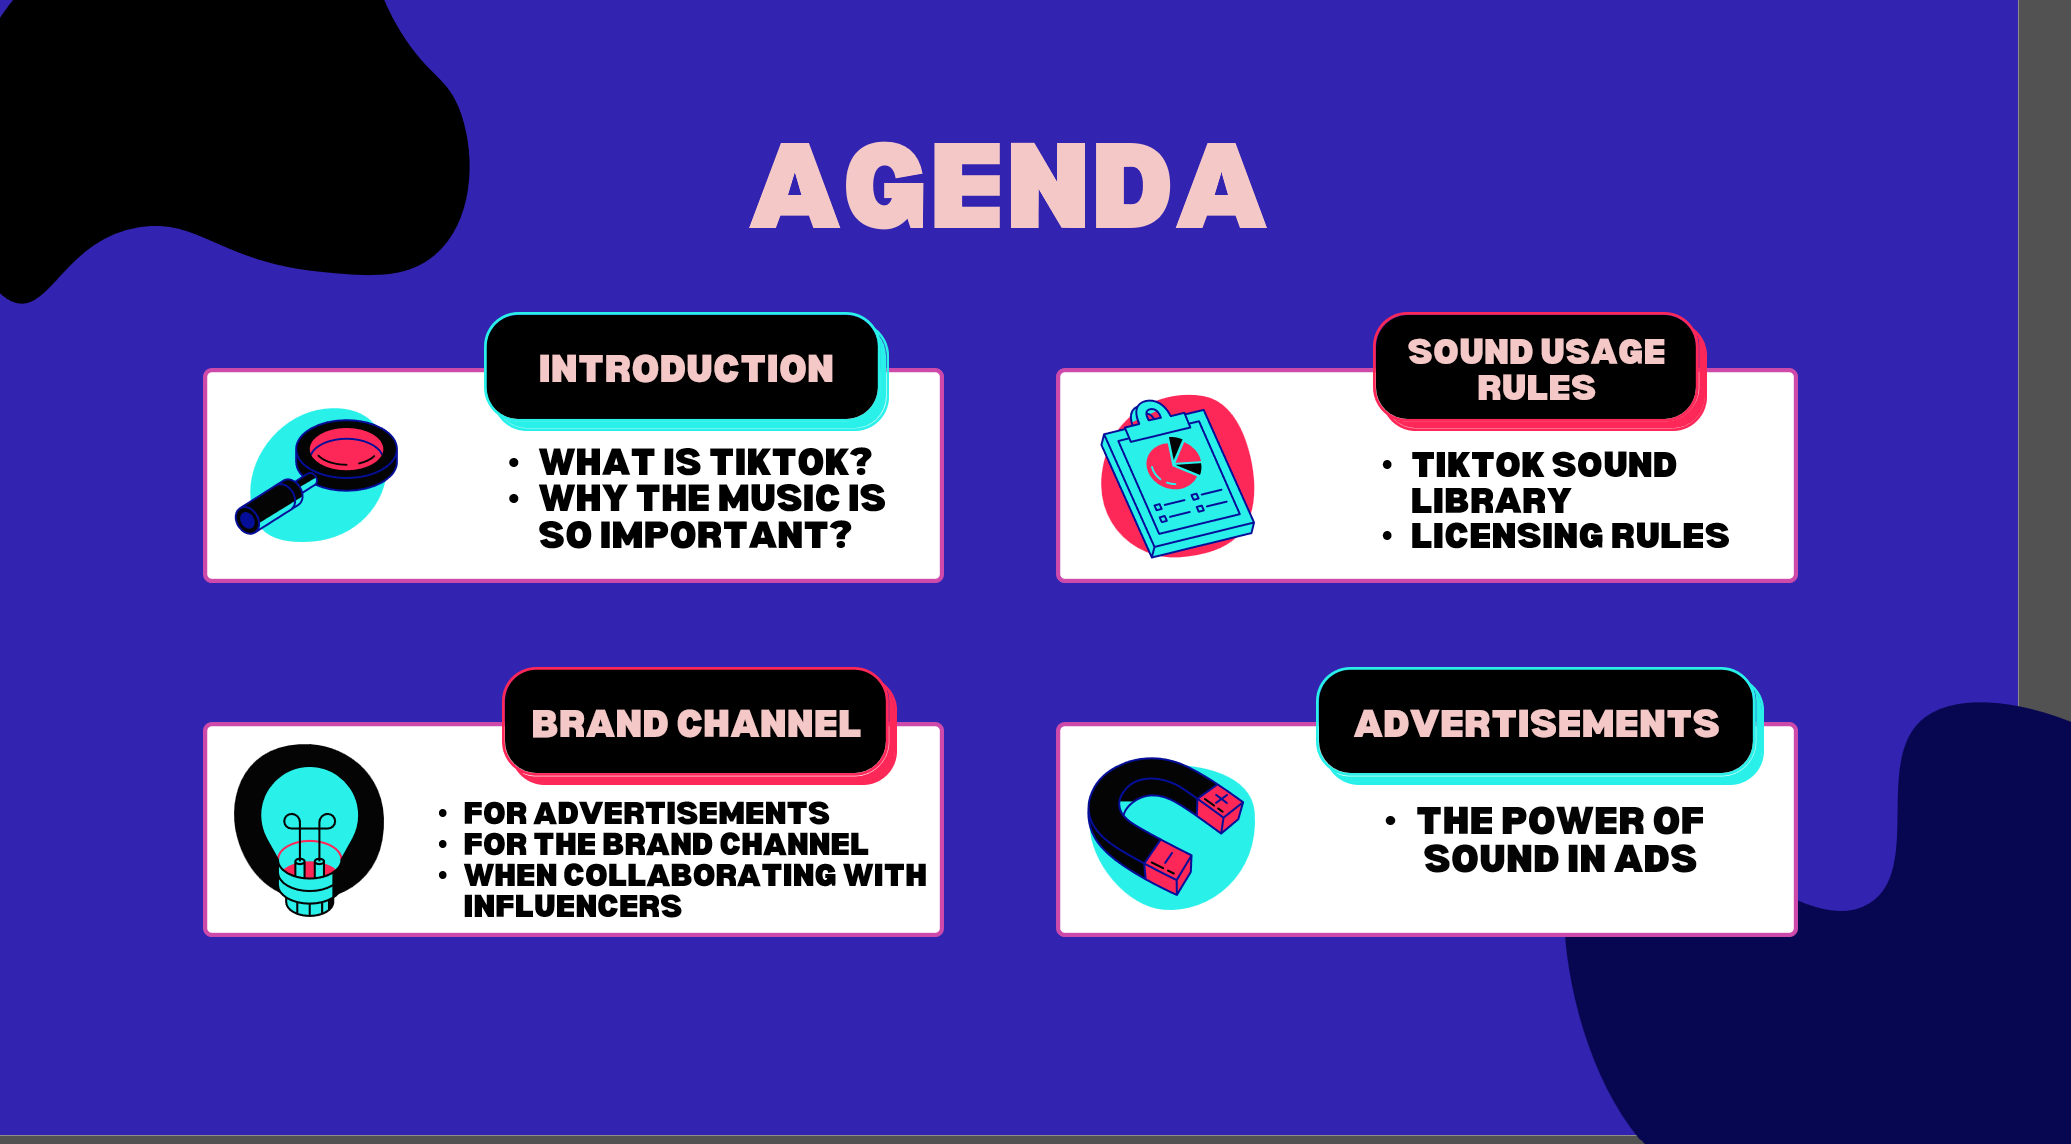 AGENDA
INTRODUCTION
• WHAT IS TIKTOK?
• WHY THE MUSIC IS
SO IMPORTANT?
SOUND USAGE
RULES
• TIKTOK SOUND
LIBRARY
• LICENSING RULES
BRAND CHANNEL
• FOR ADVERTISEMENTS
• FOR THE BRAND CHANNEL
• WHEN COLLABORATING WITH
INFLUENCERS
ADVERTISEMENTS
• THE POWER OF
SOUND IN ADS